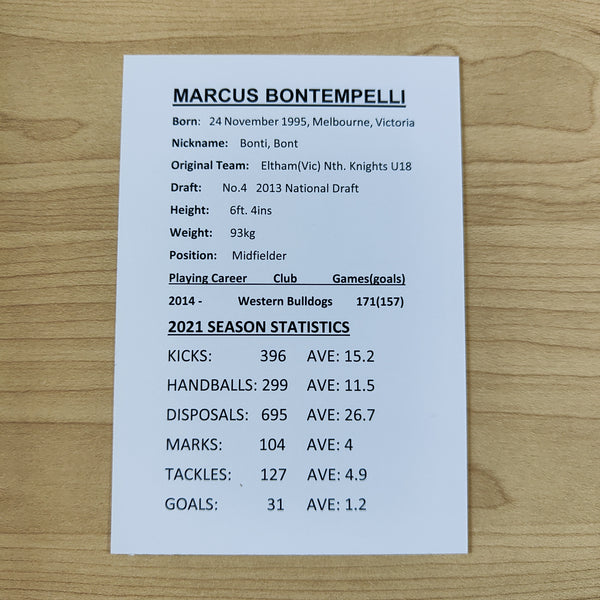 MARCUS BONTEMPELLI
Born: 24 November 1995, Melbourne, Victoria
Nickname: Bonti, Bont
Original Team: Eltham(Vic) Nth. Knights U18
Draft: No.4 2013 National Draft
Height: 6ft. 4ins
Weight: 93kg
Position: Midfielder
Playing Career Club Games(goals)
2014 - Western Bulldogs 171(157)
2021 SEASON STATISTICS
KICKS: 396 AVE: 15.2
HANDBALLS: 299 AVE: 11.5
DISPOSALS: 695 AVE: 26.7
MARKS: 104 AVE: 4
TACKLES: 127 AVE: 4.9
GOALS: 31 AVE: 1.2